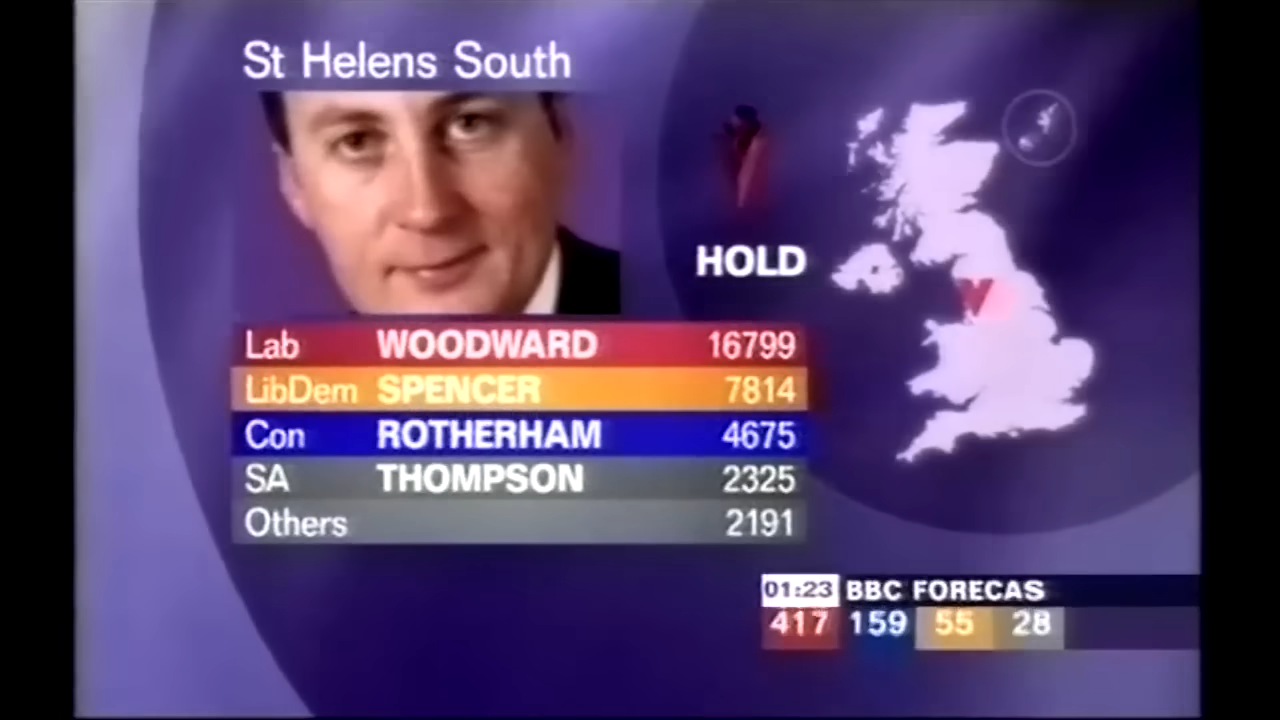 St Helens South
HOLD
Lab WOODWARD 16799
LibDem SPENCER 7814
Con ROTHERHAM 4675
SA THOMPSON 2325
Others 2191
01:23 BBC FORECAS
417 159 55 28